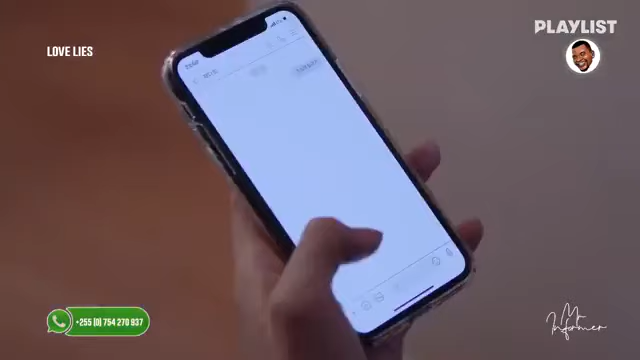 LOVE LIES
PLAYLIST
+255 (0) 754 270 937
Mr
Informer